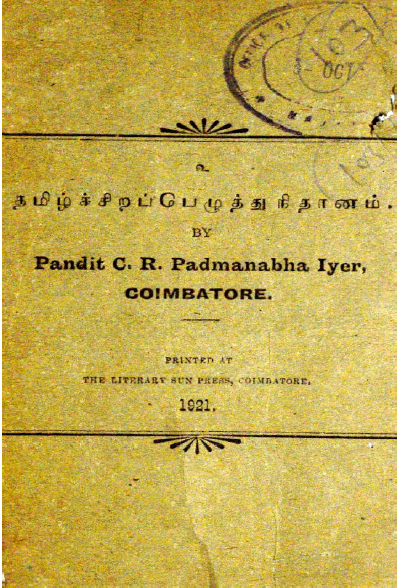 உ
தமிழ்ச்சிறப்பெழுத்துநிதானம்.
BY
Pandit C. R. Padmanabha Iyer,
COIMBATORE.
PRINTED AT
THE LITERARY SUN PRESS, COIMBATORE,
1921.